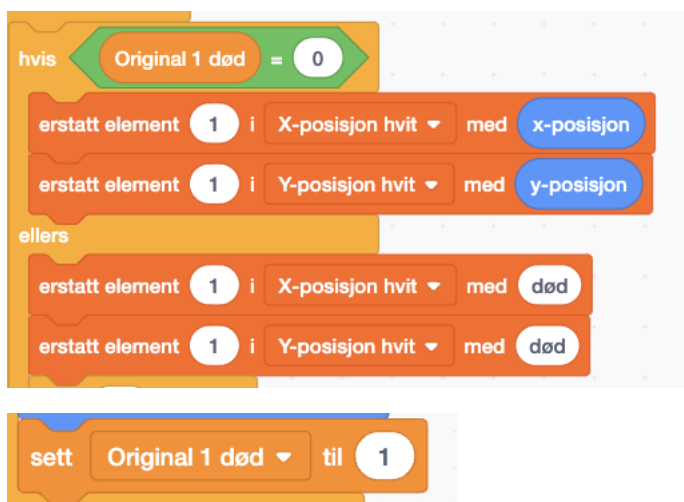 hvis Original 1 død = 0
erstatt element 1 i X-posisjon hvit med x-posisjon
erstatt element 1 i Y-posisjon hvit med y-posisjon
ellers
erstatt element 1 i X-posisjon hvit med død
erstatt element 1 i Y-posisjon hvit med død
sett Original 1 død til 1